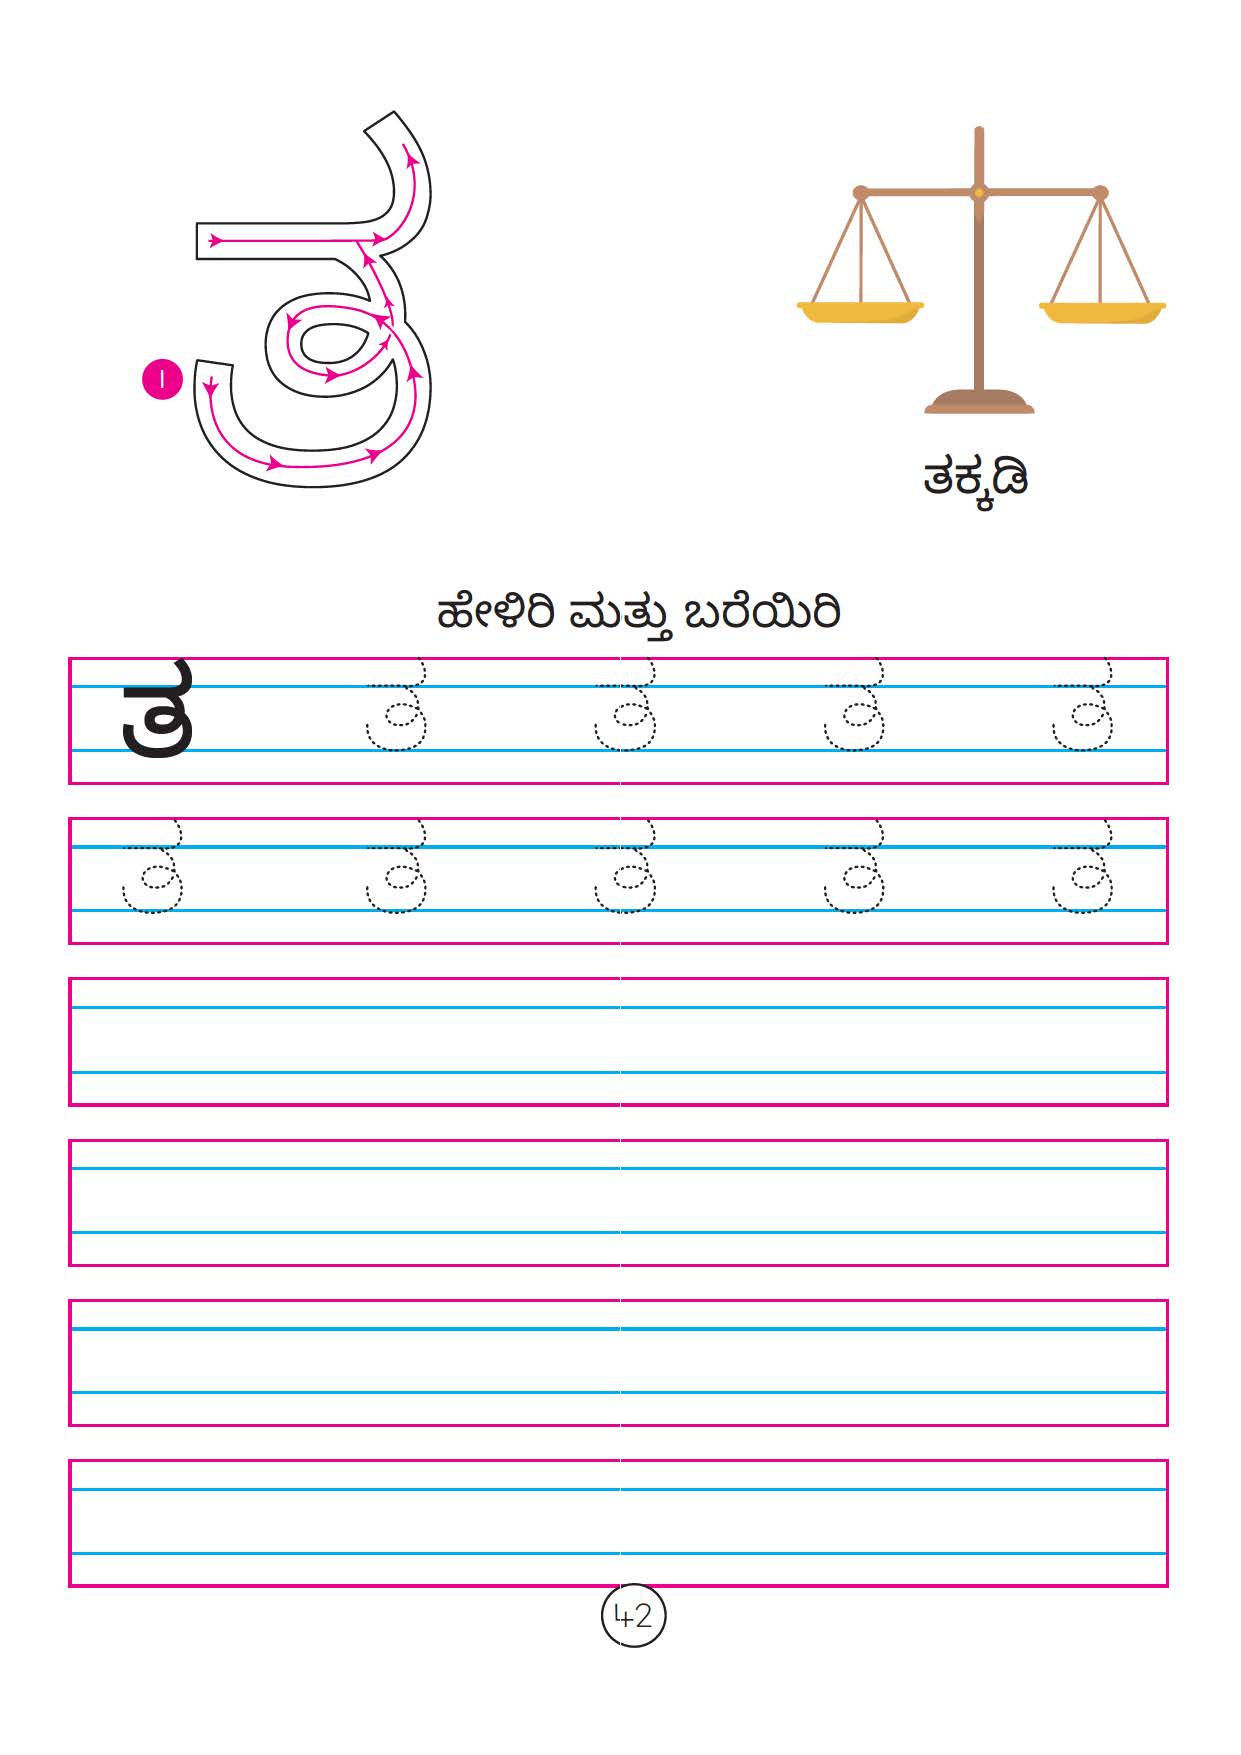 ತ
1
ತಕ್ಕಡಿ
ಹೇಳಿರಿ ಮತ್ತು ಬರೆಯಿರಿ
ತ ತ ತ ತ ತ
ತ ತ ತ ತ ತ
42